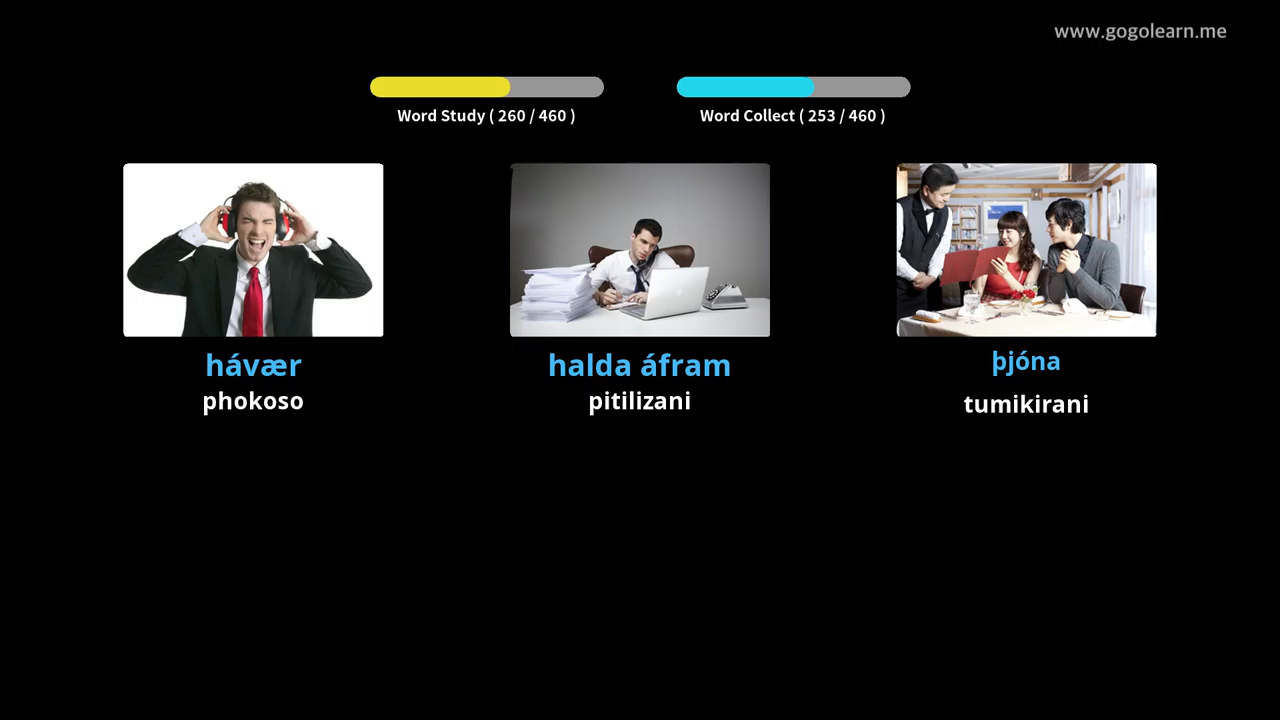 www.gogolearn.me
Word Study ( 260 / 460 )
Word Collect ( 253 / 460 )
hávær
phokoso
halda áfram
pitilizani
þjóna
tumikirani